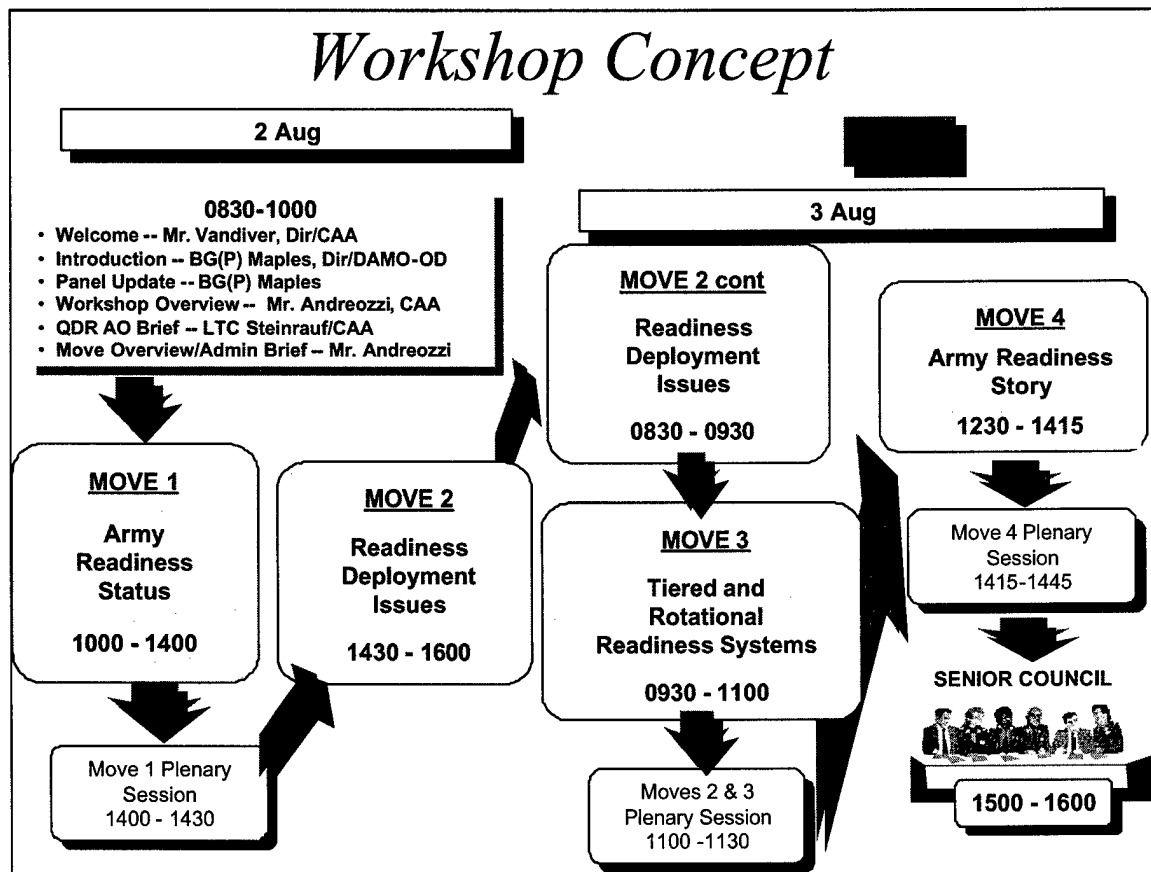 Workshop Concept
2 Aug
0830-1000
• Welcome -- Mr. Vandiver, Dir/CAA
• Introduction -- BG(P) Maples, Dir/DAMO-OD
• Panel Update -- BG(P) Maples
• Workshop Overview -- Mr. Andreozzi, CAA
• QDR AO Brief -- LTC Steinrauf/CAA
• Move Overview/Admin Brief -- Mr. Andreozzi
MOVE 1
Army
Readiness
Status
1000 - 1400
Move 1 Plenary
Session
1400 - 1430
MOVE 2
Readiness
Deployment
Issues
1430 - 1600
3 Aug
MOVE 2 cont
Readiness
Deployment
Issues
0830 - 0930
MOVE 3
Tiered and
Rotational
Readiness Systems
0930 - 1100
Moves 2 & 3
Plenary Session
1100 -1130
MOVE 4
Army Readiness
Story
1230 - 1415
Move 4 Plenary
Session
1415-1445
SENIOR COUNCIL
1500 - 1600